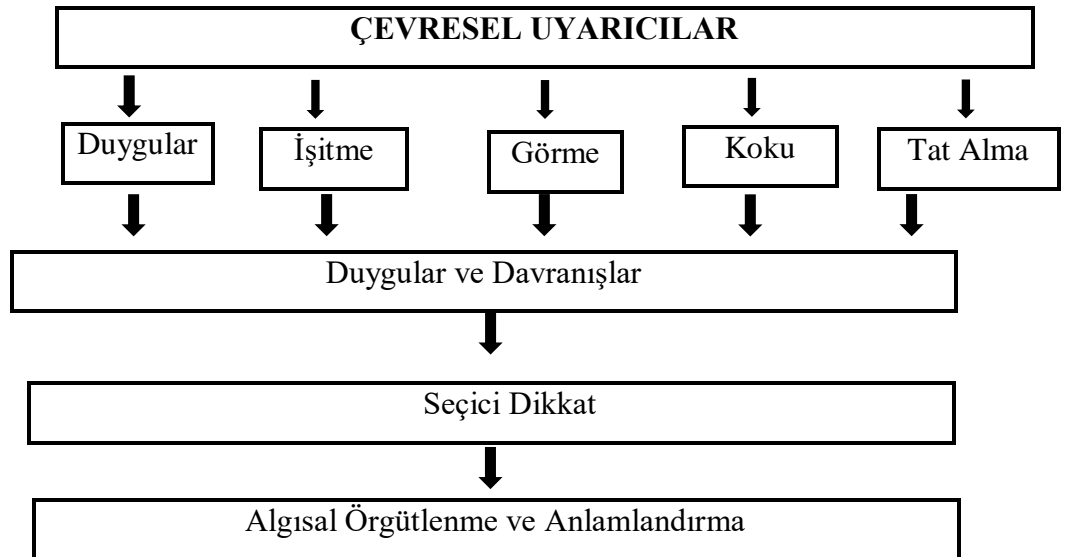 ÇEVRESEL UYARICILAR
Duygular
İşitme
Görme
Koku
Tat Alma
Duygular ve Davranışlar
Seçici Dikkat
Algısal Örgütlenme ve Anlamlandırma